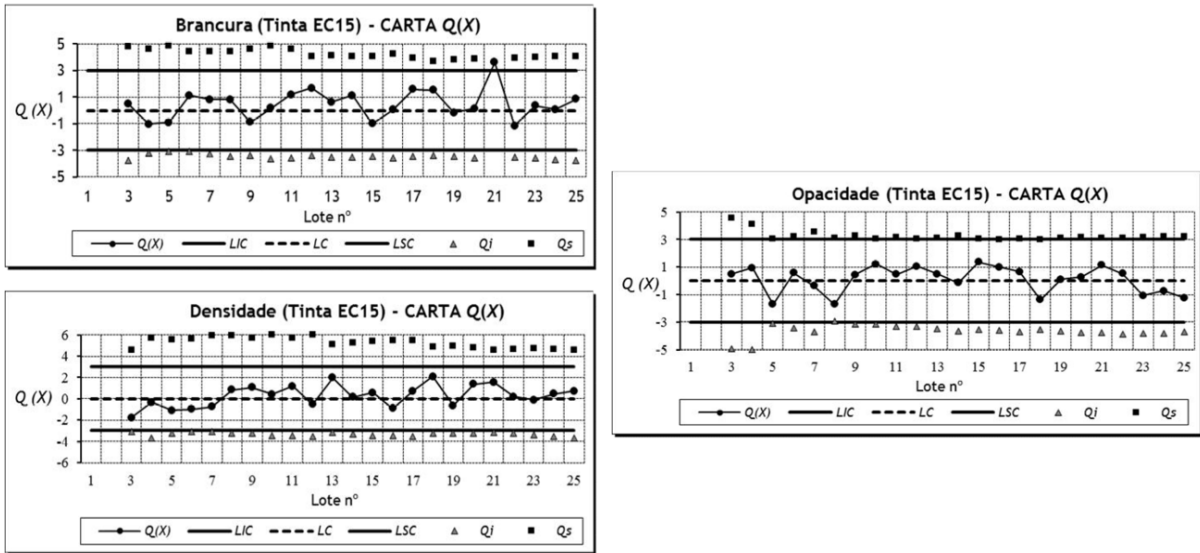 Brancura (Tinta EC15) - CARTA Q(X)
5
3
1
-1
-3
-5
Q (X)
1 3 5 7 9 11 13 15 17 19 21 23 25
Lote nº
Q(X) LIC LC LSC Qi Qs
Densidade (Tinta EC15) - CARTA Q(X)
6
4
2
0
-2
-4
-6
Q (X)
1 3 5 7 9 11 13 15 17 19 21 23 25
Lote nº
Q(X) LIC LC LSC Qi Qs
Opacidade (Tinta EC15) - CARTA Q(X)
5
3
1
-1
-3
-5
Q (X)
1 3 5 7 9 11 13 15 17 19 21 23 25
Lote nº
Q(X) LIC LC LSC Qi Qs